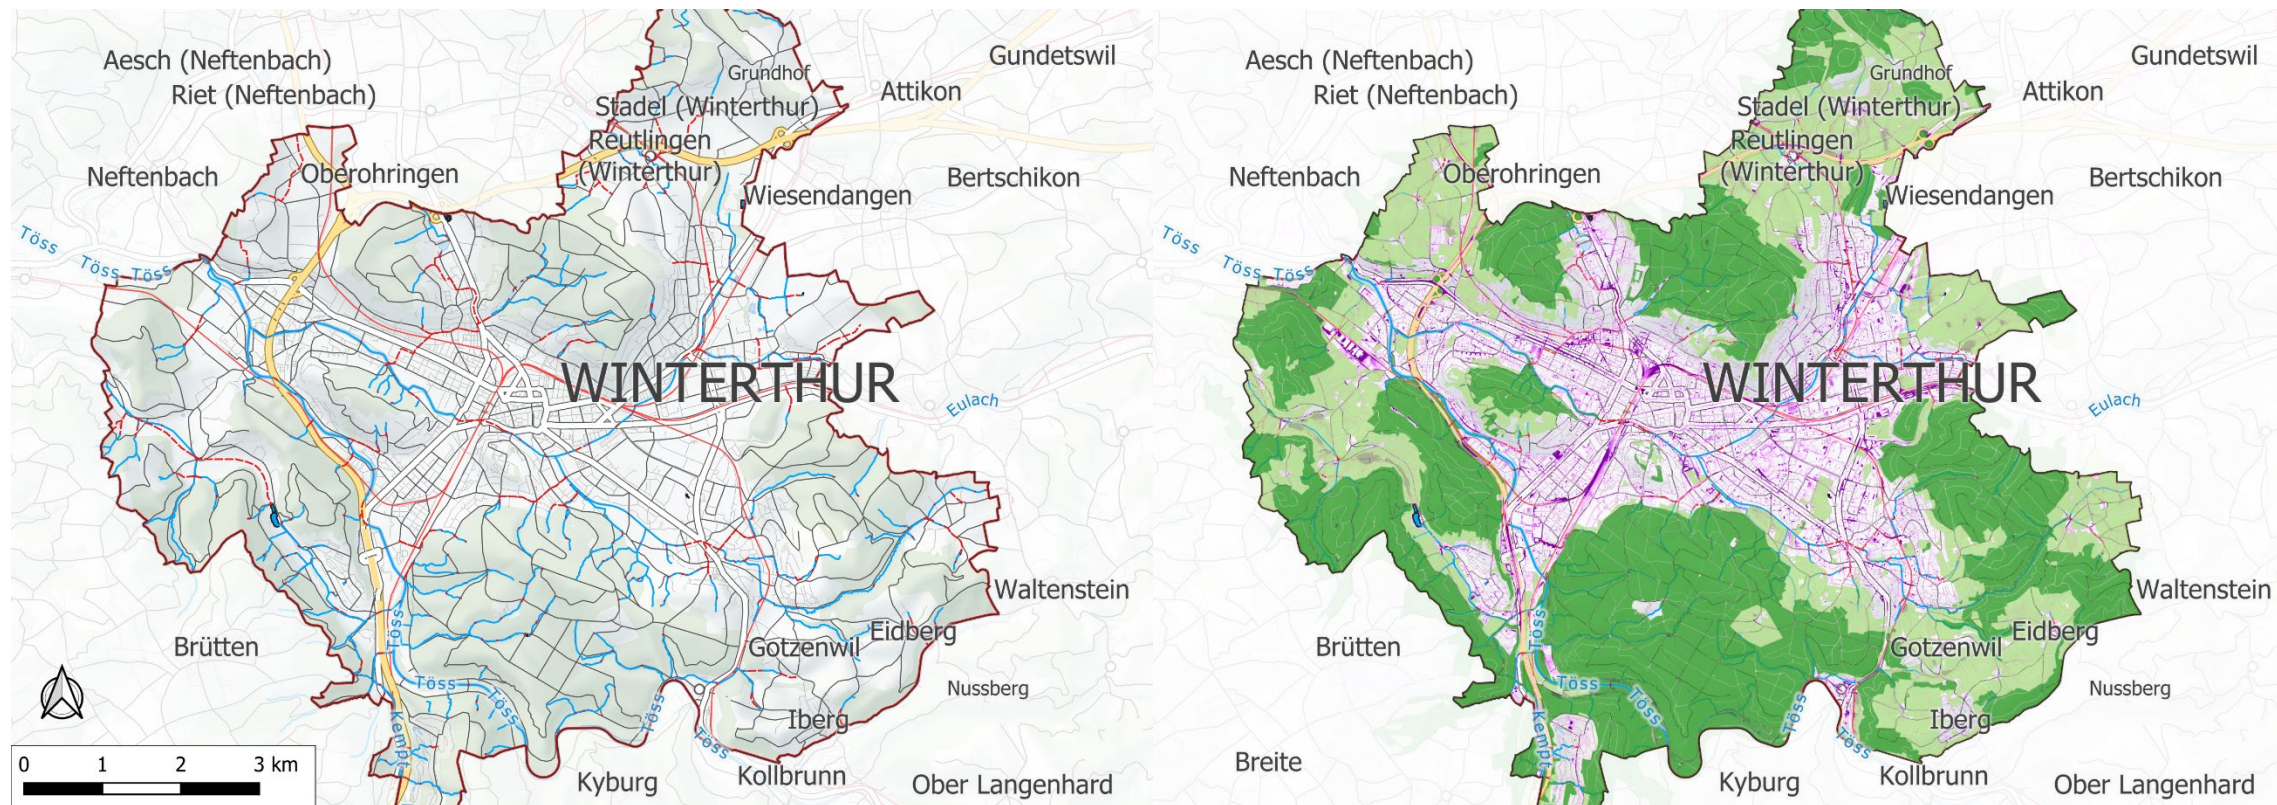 Aesch (Neftenbach)
Riet (Neftenbach)
Gundetswil
Grundhof
Attikon
Stadel (Winterthur)
Reutlingen
(Winterthur)
Neftenbach
Oberohringen
Wiesendangen
Bertschikon
Töss
Töss
Töss
WINTERTHUR
Eulach
Waltenstein
Töss
Brütten
Gotzenwil
Eidberg
Töss
Töss
Töss
Nussberg
Kempt
Iberg
Töss
0 1 2 3 km
Kyburg
Kollbrunn
Ober Langenhard
Aesch (Neftenbach)
Riet (Neftenbach)
Gundetswil
Grundhof
Attikon
Stadel (Winterthur)
Reutlingen
(Winterthur)
Neftenbach
Oberohringen
Wiesendangen
Bertschikon
Töss
Töss
Töss
WINTERTHUR
Eulach
Waltenstein
Töss
Brütten
Gotzenwil
Eidberg
Töss
Töss
Töss
Nussberg
Kempt
Iberg
Töss
Breite
Kyburg
Kollbrunn
Ober Langenhard